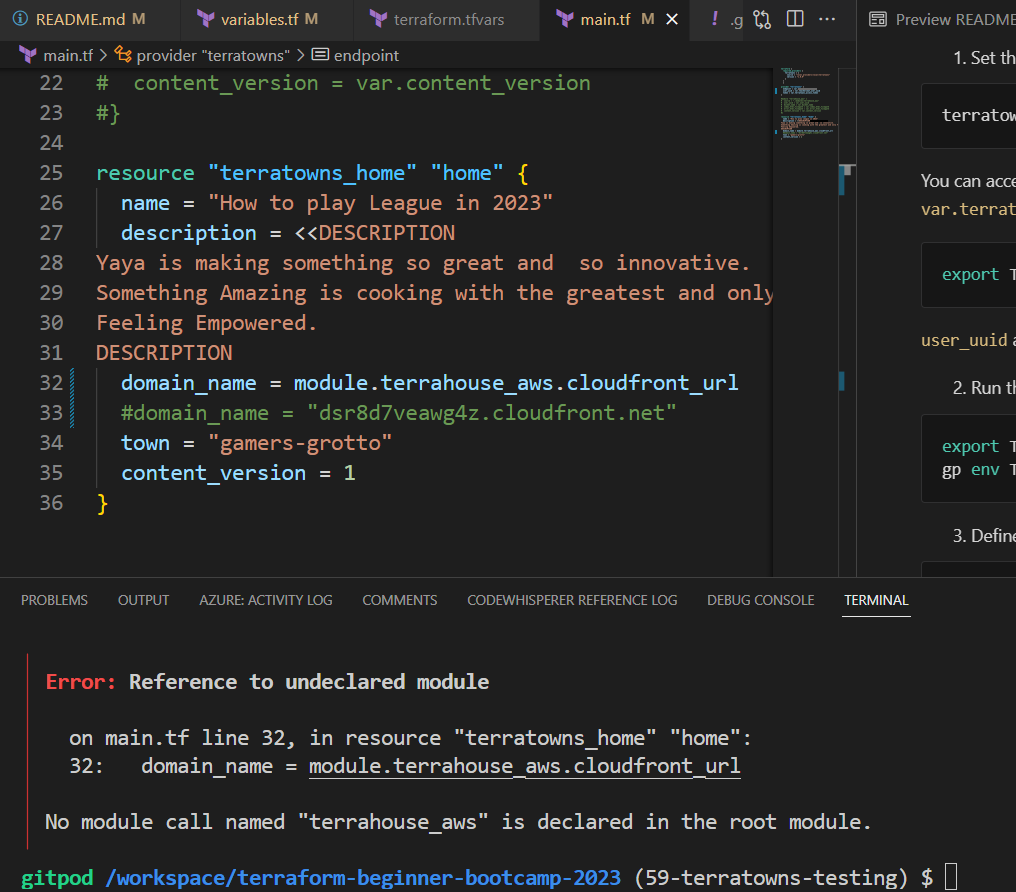 README.md M
variables.tf M
terraform.tfvars
main.tf M
! .g
Preview README
main.tf > provider "terratowns" > endpoint
22 #  content_version = var.content_version
23 #}
24
25 resource "terratowns_home" "home" {
26   name = "How to play League in 2023"
27   description = <<DESCRIPTION
28 Yaya is making something so great and  so innovative.
29 Something Amazing is cooking with the greatest and only
30 Feeling Empowered.
31 DESCRIPTION
32   domain_name = module.terrahouse_aws.cloudfront_url
33   #domain_name = "dsr8d7veawg4z.cloudfront.net"
34   town = "gamers-grotto"
35   content_version = 1
36 }
1. Set th
terratow
You can acce
var.terrat
export T
user_uuid a
2. Run th
export T
gp env T
3. Define
PROBLEMS OUTPUT AZURE: ACTIVITY LOG COMMENTS CODEWHISPERER REFERENCE LOG DEBUG CONSOLE TERMINAL
Error: Reference to undeclared module
on main.tf line 32, in resource "terratowns_home" "home":
32:   domain_name = module.terrahouse_aws.cloudfront_url
No module call named "terrahouse_aws" is declared in the root module.
gitpod /workspace/terraform-beginner-bootcamp-2023 (59-terratowns-testing) $